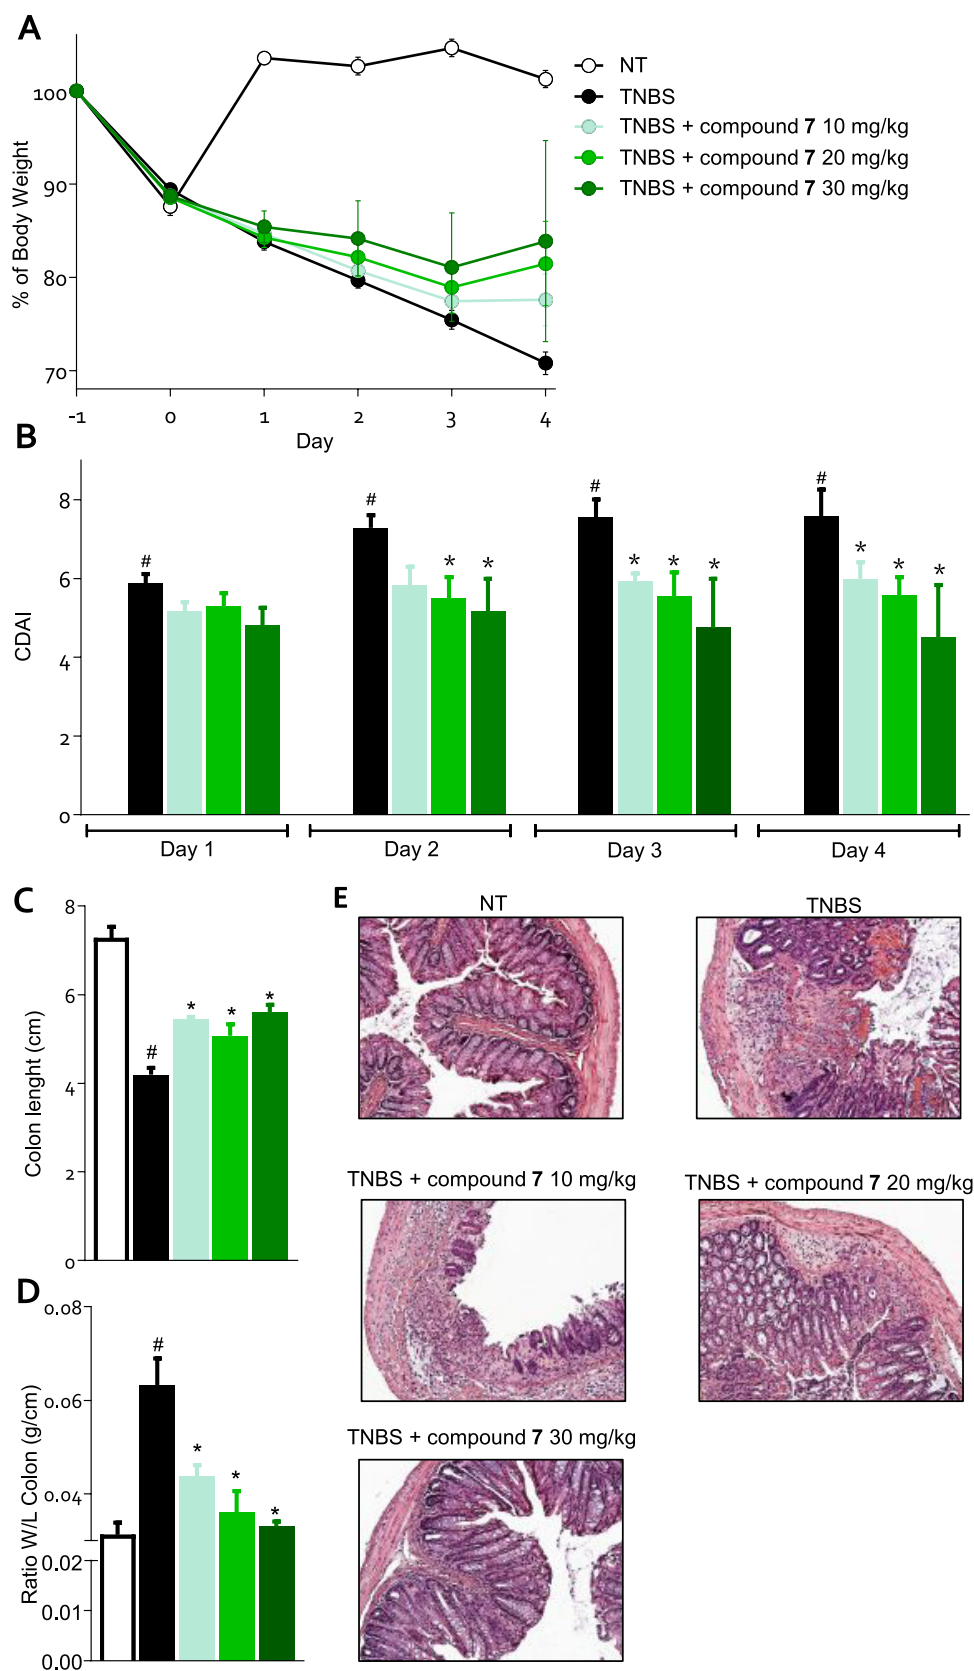 A
100
90
80
70
% of Body Weight
-1 0 1 2 3 4
Day
NT
TNBS
TNBS + compound 7 10 mg/kg
TNBS + compound 7 20 mg/kg
TNBS + compound 7 30 mg/kg
B
8
6
4
2
0
CDAI
# # # #
* * * * * * * *
Day 1 Day 2 Day 3 Day 4
C
8
6
4
2
0
Colon lenght (cm)
# * * *
D
0.08
0.06
0.04
0.02
0.01
0.00
Ratio W/L Colon (g/cm)
# * * *
E
NT
TNBS
TNBS + compound 7 10 mg/kg
TNBS + compound 7 20 mg/kg
TNBS + compound 7 30 mg/kg